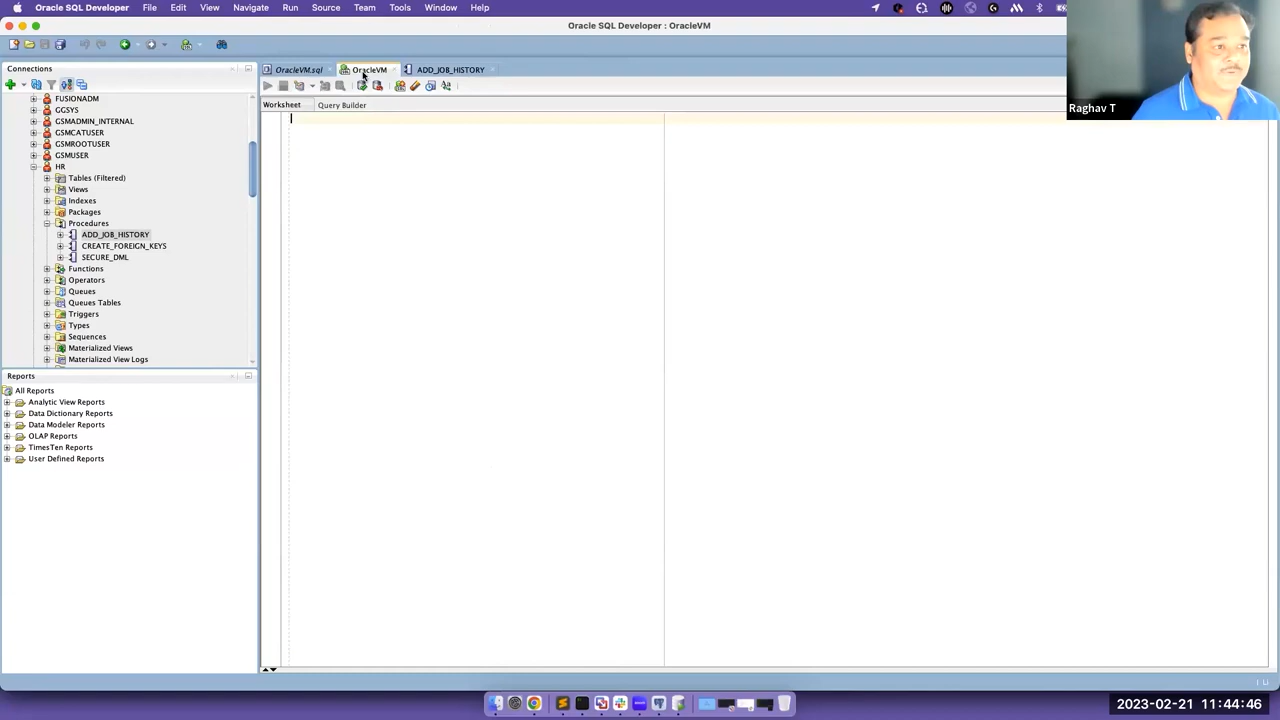 SQL Developer File Edit View Navigate Run Source Team Tools Window Help
Oracle SQL Developer : OracleVM
Connections
FUSIONADM
GGSYS
GSMADMIN_INTERNAL
GSMCATUSER
GSMROOTUSER
GSMUSER
HR
Tables (Filtered)
Views
Indexes
Packages
Procedures
ADD_JOB_HISTORY
CREATE_FOREIGN_KEYS
SECURE_DML
Functions
Operators
Queues
Queues Tables
Triggers
Types
Sequences
Materialized Views
Materialized View Logs
Reports
All Reports
Analytic View Reports
Data Dictionary Reports
Data Modeler Reports
OLAP Reports
TimesTen Reports
User Defined Reports
OracleVM.sql OracleVM ADD_JOB_HISTORY
Worksheet Query Builder
Raghav T
2023-02-21 11:44:46